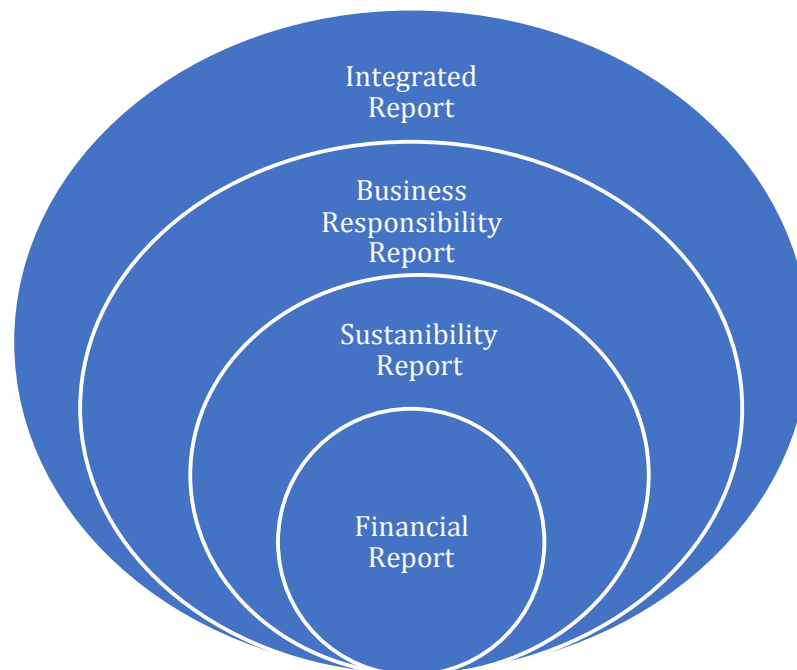 Integrated
Report
Business
Responsibility
Report
Sustanibility
Report
Financial
Report